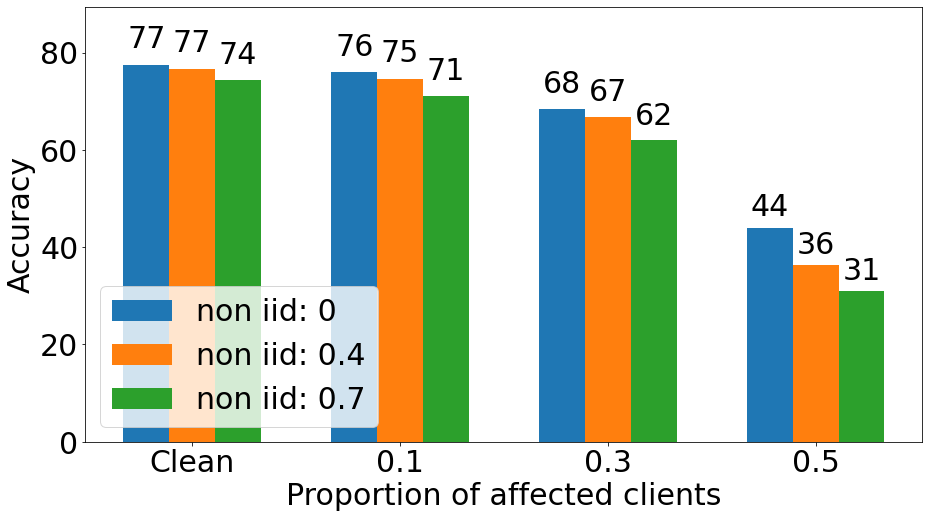 77 77 74
76 75 71
68 67 62
44 36 31
80
60
40
20
0
Accuracy
non iid: 0
non iid: 0.4
non iid: 0.7
Clean 0.1 0.3 0.5
Proportion of affected clients